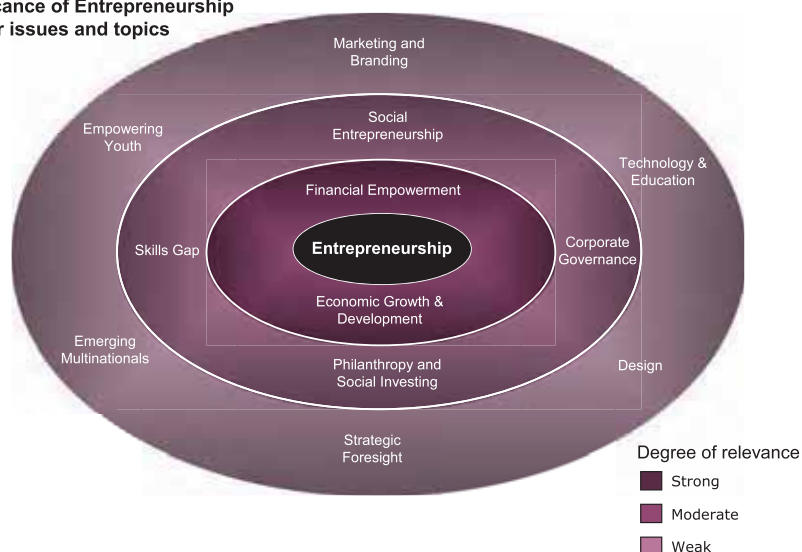 of Entrepreneurship
issues and topics
Marketing and
Branding
Social
Entrepreneurship
Empowering
Youth
Technology &
Education
Financial Empowerment
Entrepreneurship
Skills Gap
Corporate
Governance
Economic Growth &
Development
Emerging
Multinationals
Philanthropy and
Social Investing
Design
Strategic
Foresight
Degree of relevance
Strong
Moderate
Weak